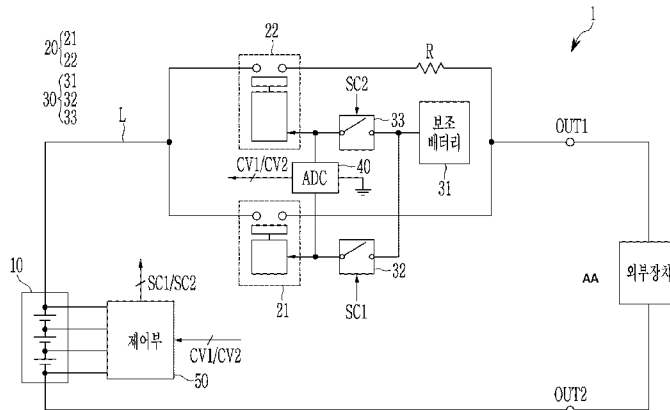 1
20{21
22
30{31
32
33
22
R
SC2
L
33
보조
배터리
31
OUT1
CV1/CV2
40
ADC
10
SC1/SC2
21
32
SC1
AA
외부장치
제어부
CV1/CV2
50
OUT2